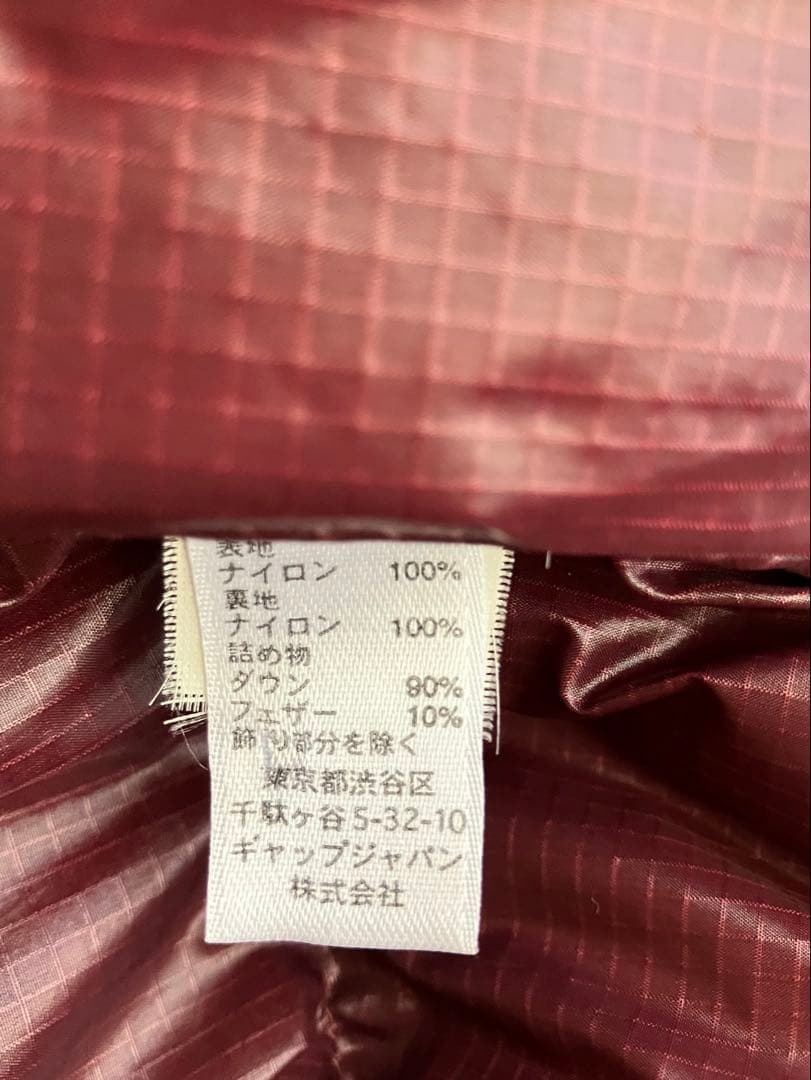 表地
ナイロン 100%
裏地
ナイロン 100%
詰め物
ダウン 90%
フェザー 10%
飾り部分を除く
東京都渋谷区
千駄ヶ谷5-32-10
ギャップジャパン
株式会社